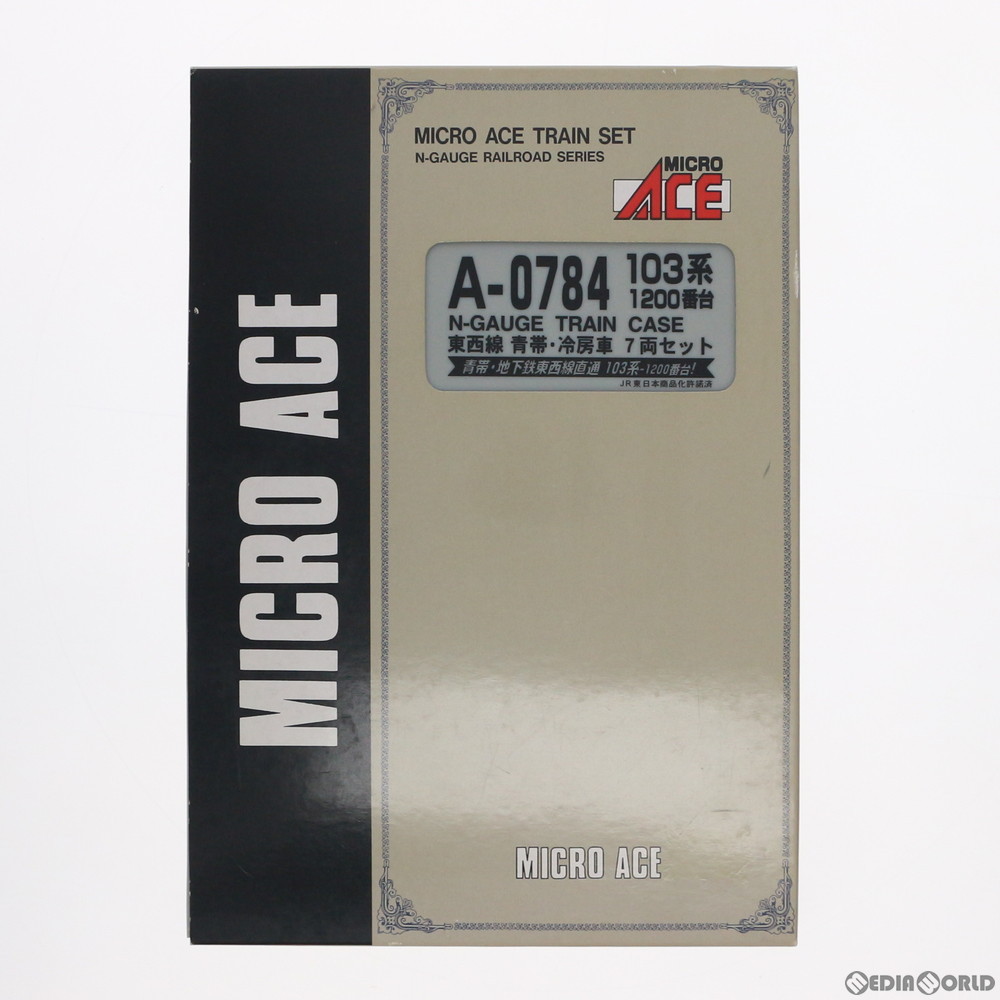 MICRO ACE
MICRO ACE TRAIN SET
N-GAUGE RAILROAD SERIES
MICRO
ACE
A-0784 103系
1200番台
N-GAUGE TRAIN CASE
東西線 青帯・冷房車 7両セット
青帯・地下鉄東西線直通 103系-1200番台!
JR東日本商品化許諾済
MICRO ACE
MEDIAWORLD